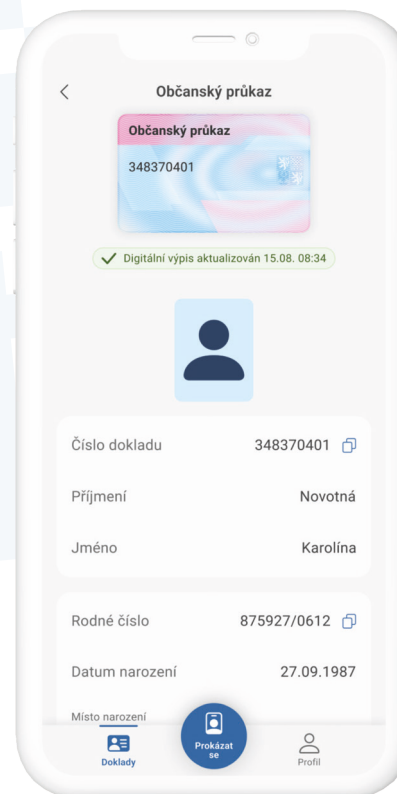 Občanský průkaz
Občanský průkaz
348370401
Digitální výpis aktualizován 15.08. 08:34
Číslo dokladu 348370401
Příjmení Novotná
Jméno Karolína
Rodné číslo 875927/0612
Datum narození 27.09.1987
Místo narození
Doklady
Prokázat
se
Profil